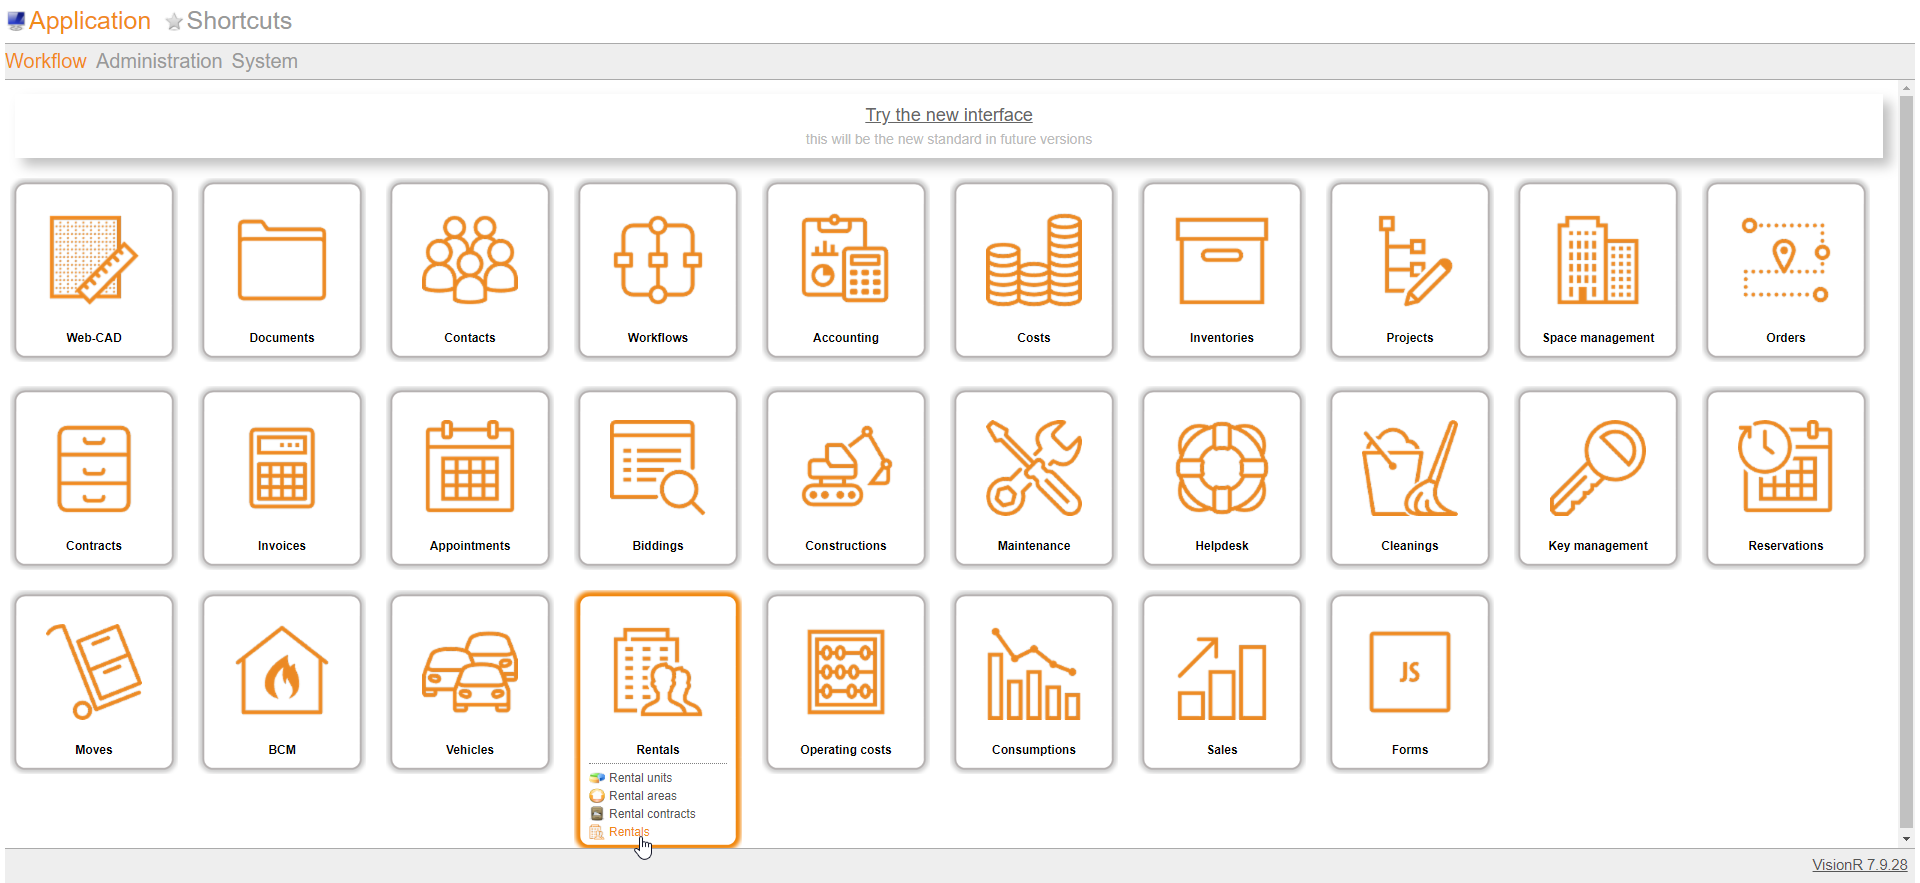 Application Shortcuts
Workflow Administration System
Try the new interface
this will be the new standard in future versions
Web-CAD Documents Contacts Workflows Accounting Costs Inventories Projects Space management Orders
Contracts Invoices Appointments Biddings Constructions Maintenance Helpdesk Cleanings Key management Reservations
JS
Moves BCM Vehicles Rentals Operating costs Consumptions Sales Forms
Rental units
Rental areas
Rental contracts
Rentals
VisionR 7.9.28